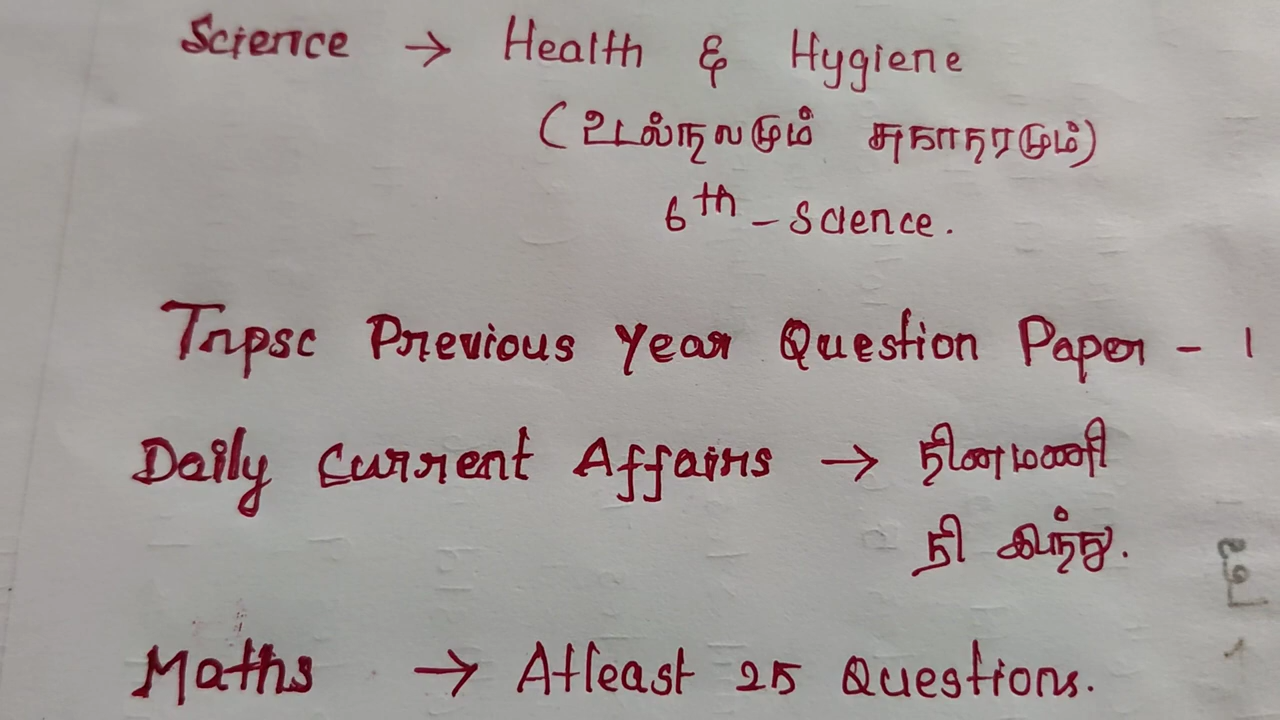 Science → Health & Hygiene
(உடல்நலமும் சுகாதாரமும்)
6th - Science.
Tnpsc Previous Year Question Paper - 1
Daily Current Affairs → தினமணி
தி இந்து.
Maths → Atleast 25 Questions.